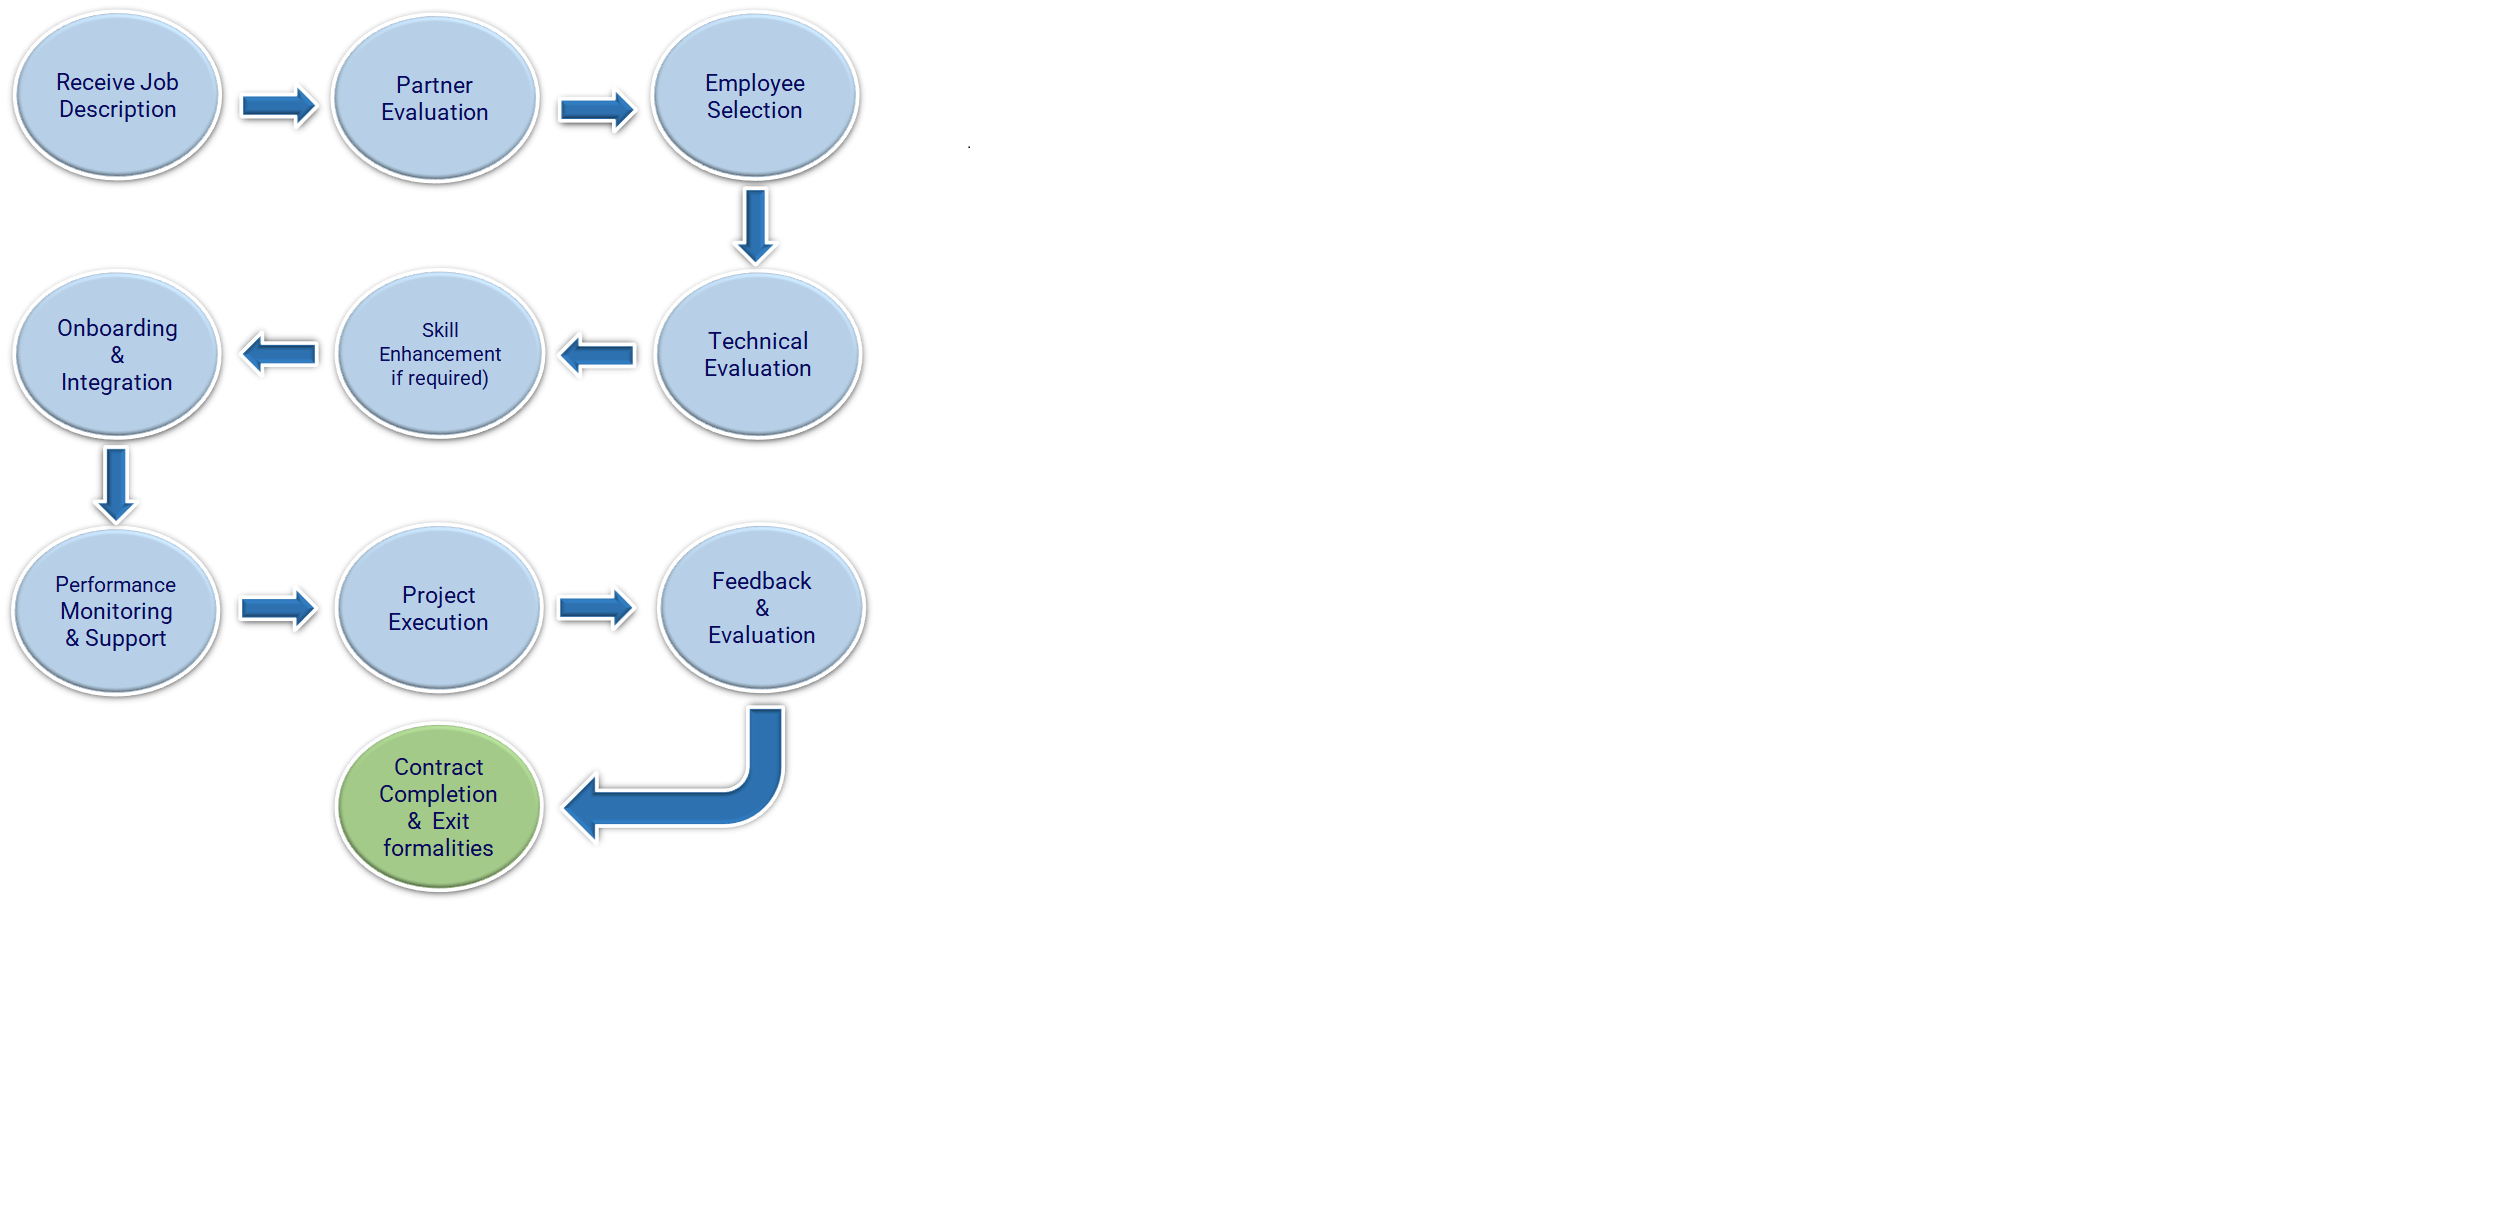 Receive Job
Description
Partner
Evaluation
Employee
Selection
.
Onboarding
&
Integration
Skill
Enhancement
if required)
Technical
Evaluation
Performance
Monitoring
& Support
Project
Execution
Feedback
&
Evaluation
Contract
Completion
& Exit
formalities